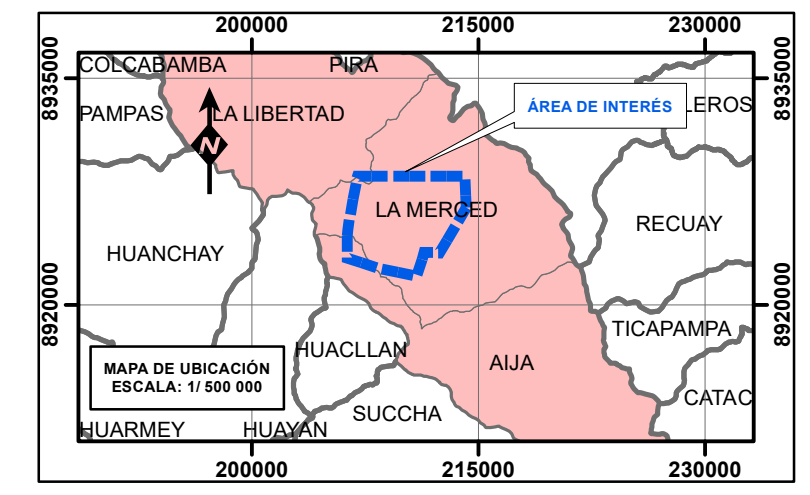 200000 215000 230000
8935000
8935000
COLCABAMBA
PIRA
PAMPAS
LA LIBERTAD
ÁREA DE INTERÉS
LEROS
N
LA MERCED
RECUAY
HUANCHAY
8920000
8920000
TICAPAMPA
HUACLLAN
AIJA
MAPA DE UBICACIÓN
ESCALA: 1/ 500 000
CATAC
SUCCHA
HUARMEY
HUAYAN
200000 215000 230000